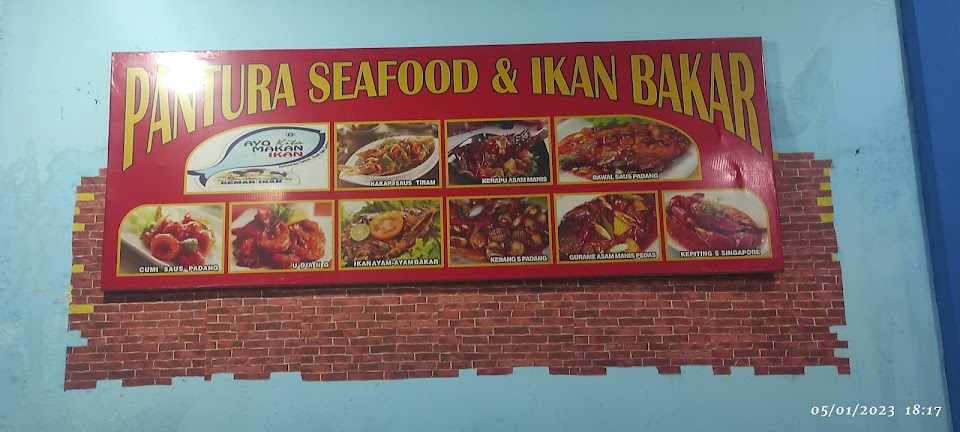 PANTURA SEAFOOD & IKAN BAKAR
AYO Kita
MAKAN
IKAN
GEMAR IKAN
KAKAP SAUS TIRAM
KERAPU ASAM MANIS
BAWAL SAUS PADANG
CUMI SAUS PADANG
UDANG
IKAN AYAM-AYAM BAKAR
KERANG S PADANG
GURAME ASAM MANIS PEDAS
KEPITING S SINGAPORE
05/01/2023 18:17